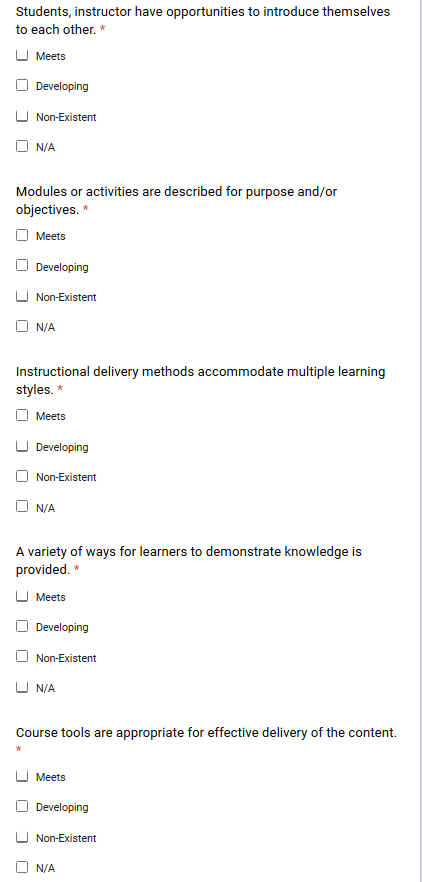 Students, instructor have opportunities to introduce themselves
to each other. *
Meets
Developing
Non-Existent
N/A
Modules or activities are described for purpose and/or
objectives. *
Meets
Developing
Non-Existent
N/A
Instructional delivery methods accommodate multiple learning
styles. *
Meets
Developing
Non-Existent
N/A
A variety of ways for learners to demonstrate knowledge is
provided. *
Meets
Developing
Non-Existent
N/A
Course tools are appropriate for effective delivery of the content.
*
Meets
Developing
Non-Existent
N/A